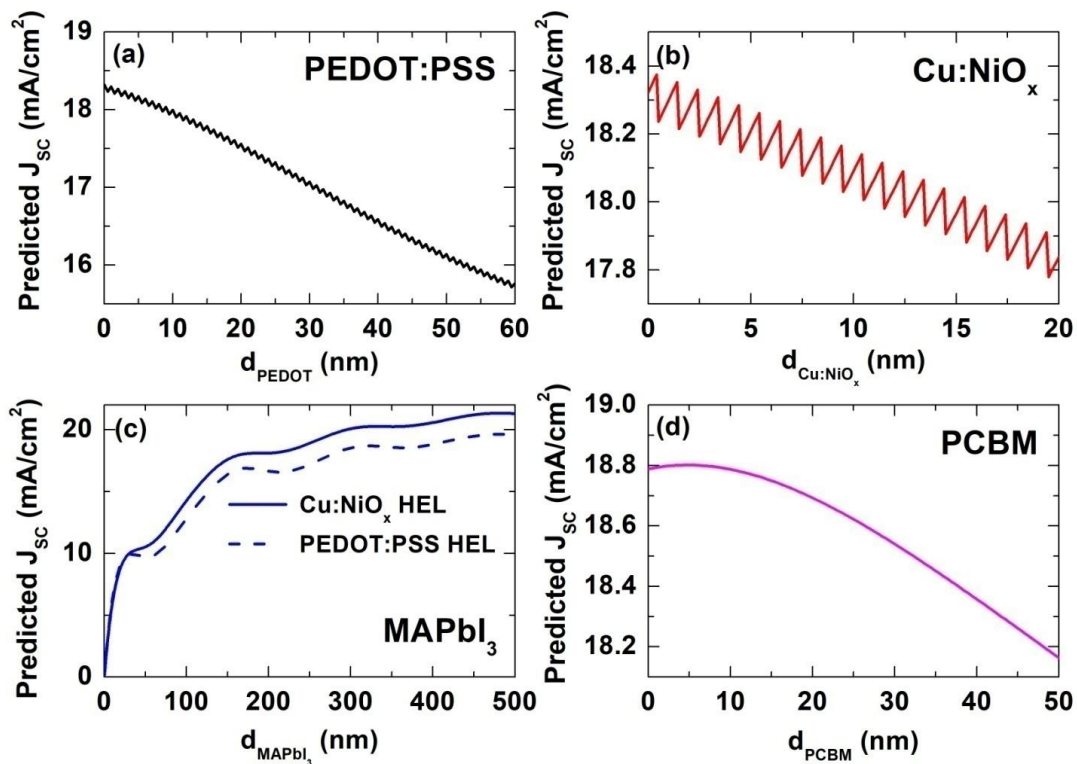 (a)
PEDOT:PSS
Predicted J_SC (mA/cm²)
19
18
17
16
0 10 20 30 40 50 60
d_PEDOT (nm)
(b)
Cu:NiO_x
Predicted J_SC (mA/cm²)
18.4
18.2
18.0
17.8
0 5 10 15 20
d_Cu:NiO_x (nm)
(c)
Cu:NiO_x HEL
PEDOT:PSS HEL
MAPbI₃
Predicted J_SC (mA/cm²)
20
10
0
0 100 200 300 400 500
d_MAPbI₃ (nm)
(d)
PCBM
Predicted J_SC (mA/cm²)
19.0
18.8
18.6
18.4
18.2
0 10 20 30 40 50
d_PCBM (nm)